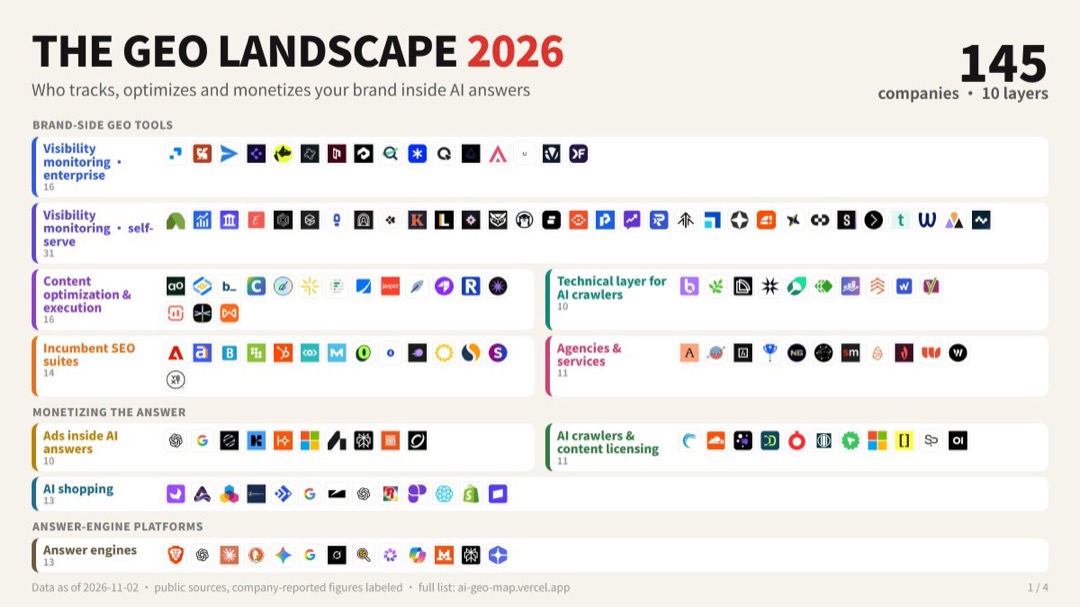 THE GEO LANDSCAPE 2026
Who tracks, optimizes and monetizes your brand inside AI answers
145
companies • 10 layers
BRAND-SIDE GEO TOOLS
Visibility
monitoring •
enterprise
16
Visibility
monitoring • self-
serve
31
Content
optimization &
execution
16
Technical layer for
AI crawlers
10
Incumbent SEO
suites
14
Agencies &
services
11
MONETIZING THE ANSWER
Ads inside AI
answers
10
AI crawlers &
content licensing
11
AI shopping
13
ANSWER-ENGINE PLATFORMS
Answer engines
13
Data as of 2026-11-02 • public sources, company-reported figures labeled • full list: ai-geo-map.vercel.app
1 / 4